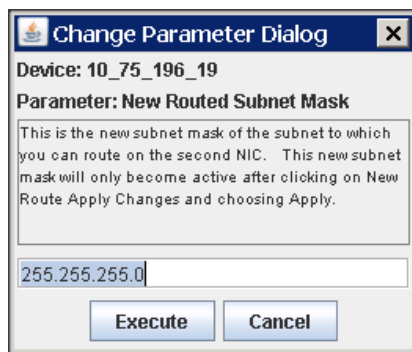 Change Parameter Dialog
Device: 10_75_196_19
Parameter: New Routed Subnet Mask
This is the new subnet mask of the subnet to which
you can route on the second NIC. This new subnet
mask will only become active after clicking on New
Route Apply Changes and choosing Apply.
255.255.255.0
Execute Cancel